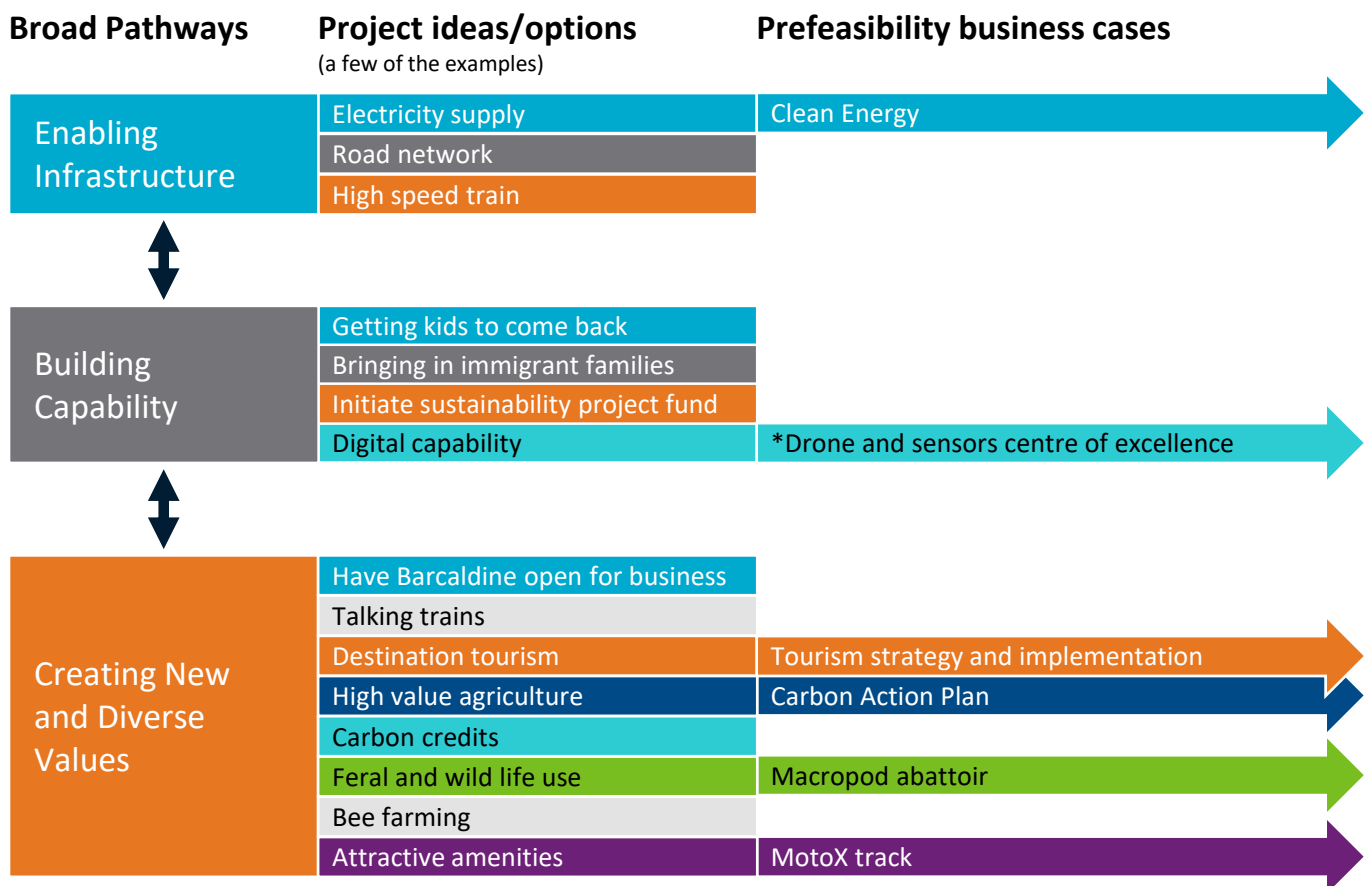 Broad Pathways
Project ideas/options
Prefeasibility business cases
(a few of the examples)
Enabling
Infrastructure
Electricity supply
Clean Energy
Road network
High speed train
Building
Capability
Getting kids to come back
Bringing in immigrant families
Initiate sustainability project fund
Digital capability
*Drone and sensors centre of excellence
Creating New
and Diverse
Values
Have Barcaldine open for business
Talking trains
Destination tourism
Tourism strategy and implementation
High value agriculture
Carbon Action Plan
Carbon credits
Feral and wild life use
Macropod abattoir
Bee farming
Attractive amenities
MotoX track